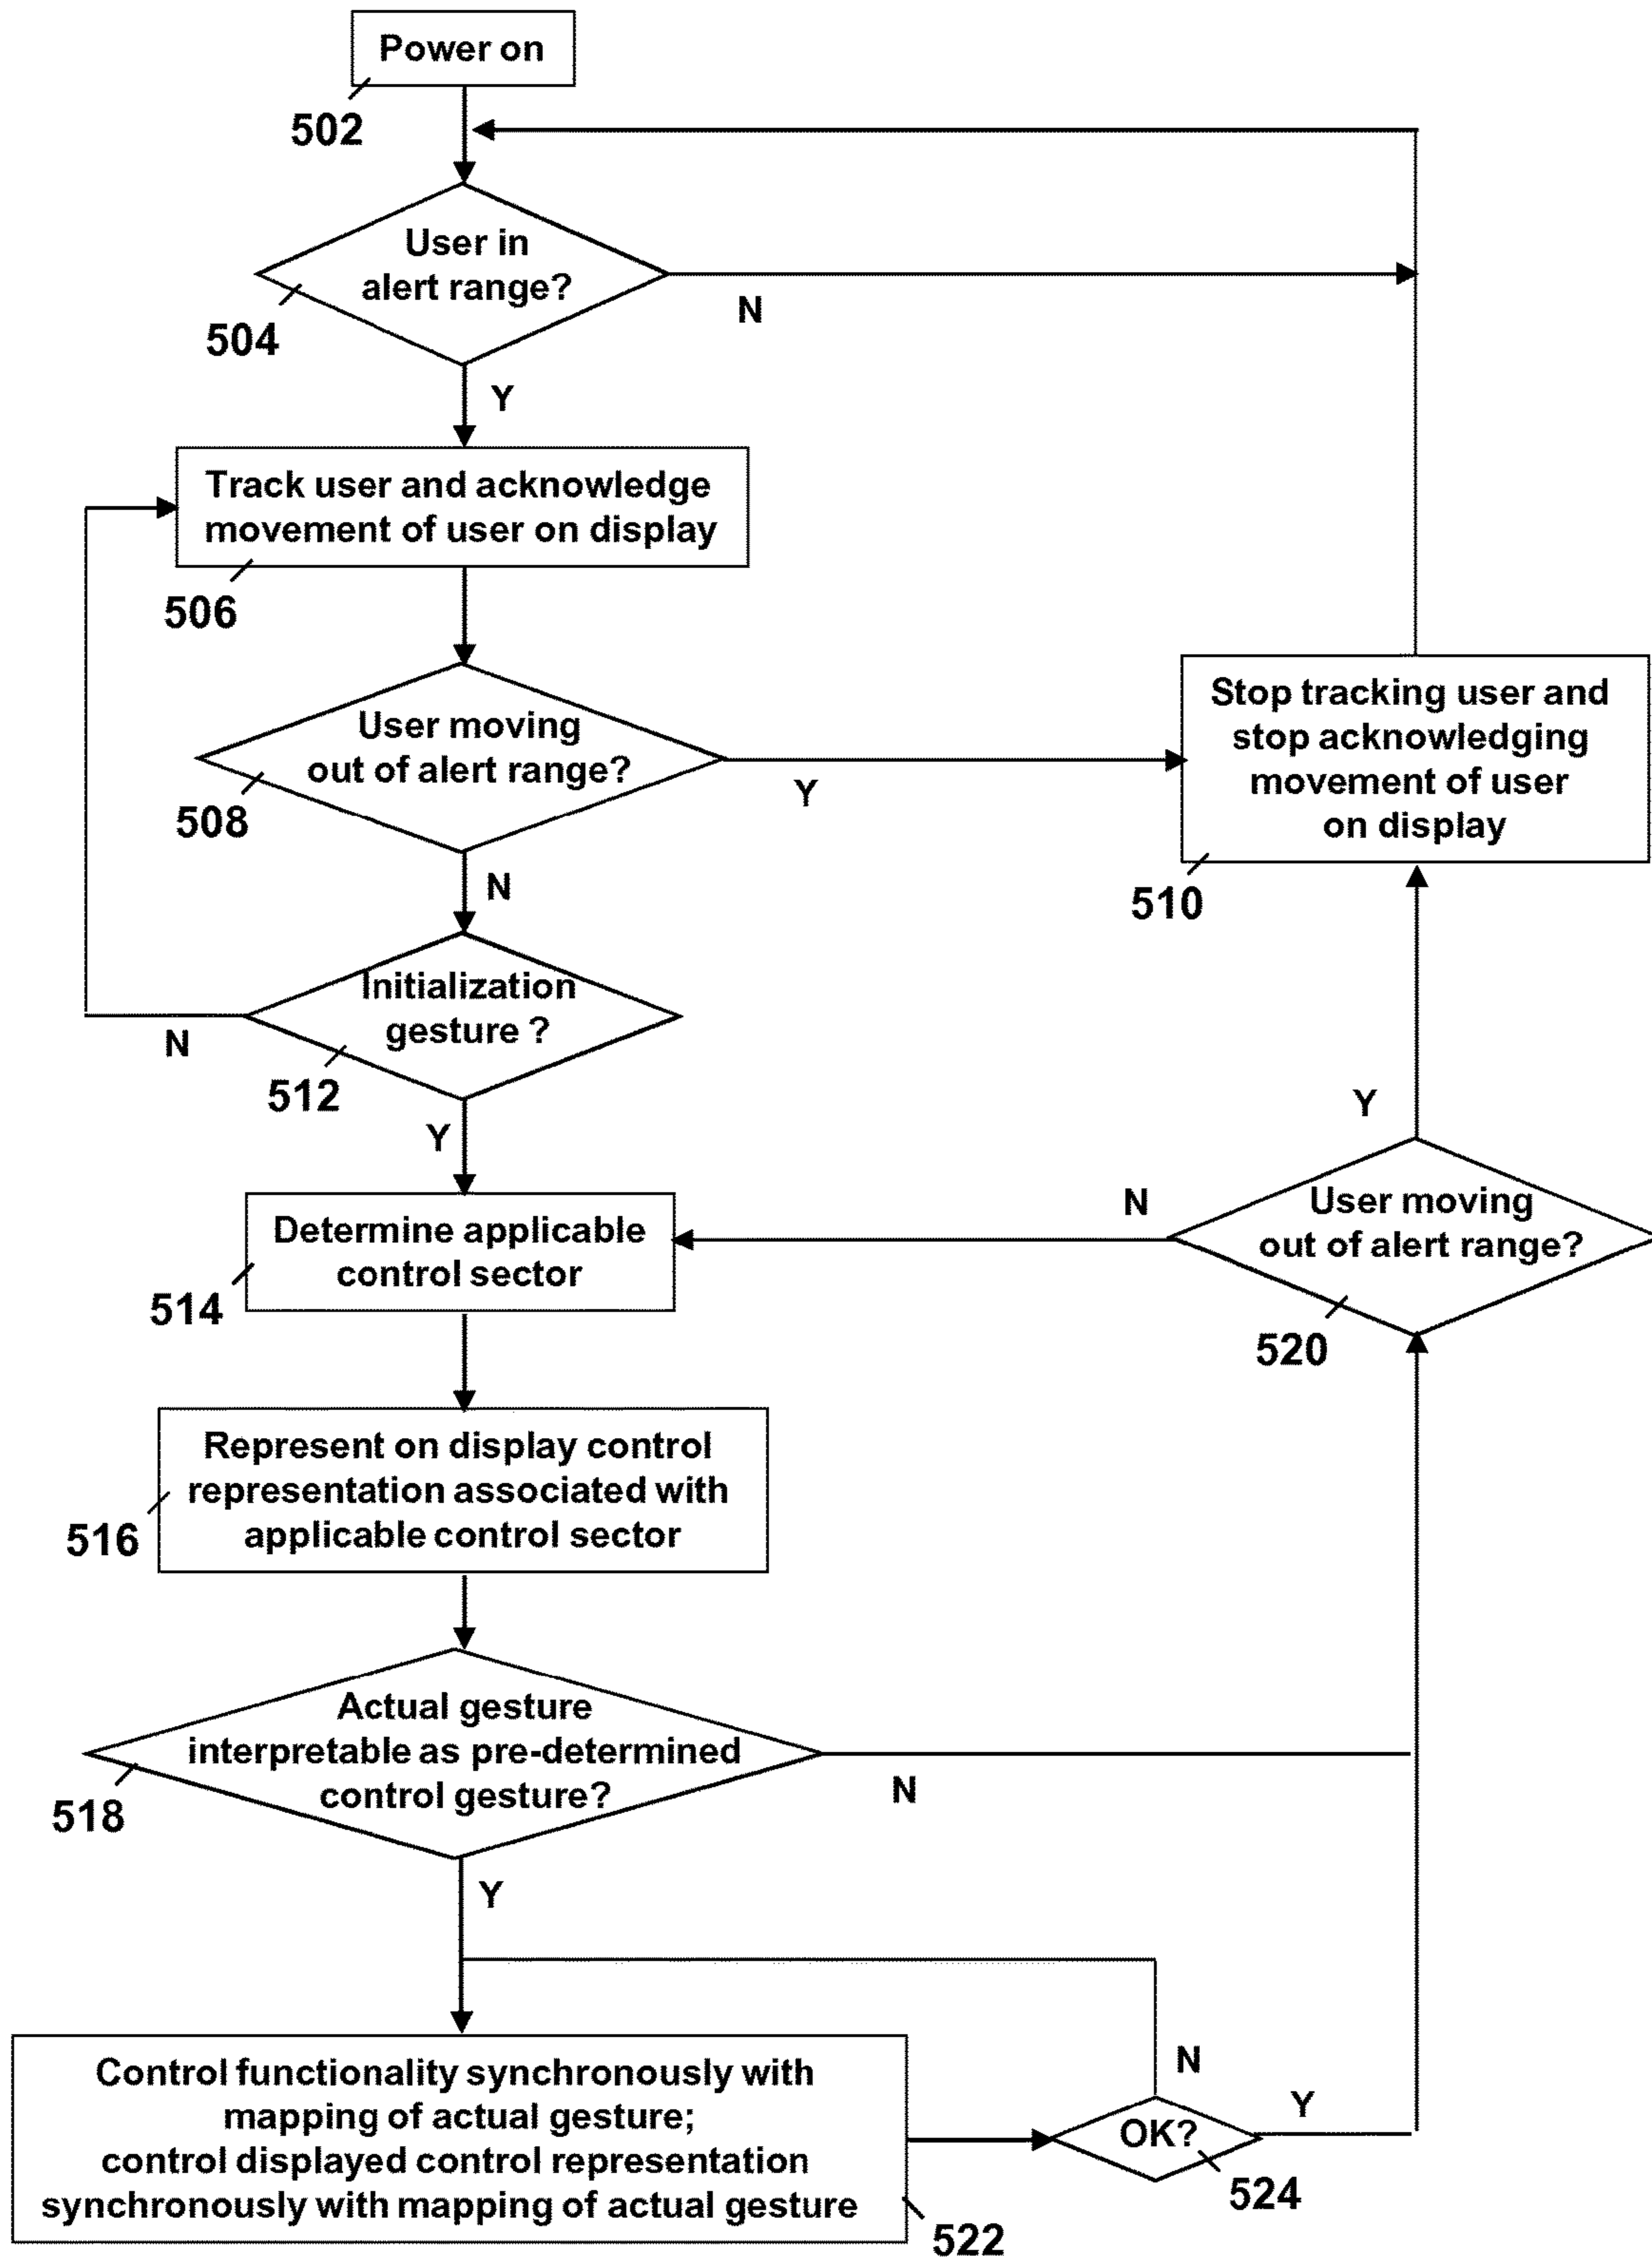 Power on
502
User in
alert range?
504
N
Y
Track user and acknowledge
movement of user on display
506
User moving
out of alert range?
508
Y
Stop tracking user and
stop acknowledging
movement of user
on display
510
N
Initialization
gesture ?
512
N
Y
Determine applicable
control sector
514
N
Y
User moving
out of alert range?
520
Represent on display control
representation associated with
applicable control sector
516
Actual gesture
interpretable as pre-determined
control gesture?
518
N
Y
Control functionality synchronously with
mapping of actual gesture;
control displayed control representation
synchronously with mapping of actual gesture
522
N
OK?
Y
524